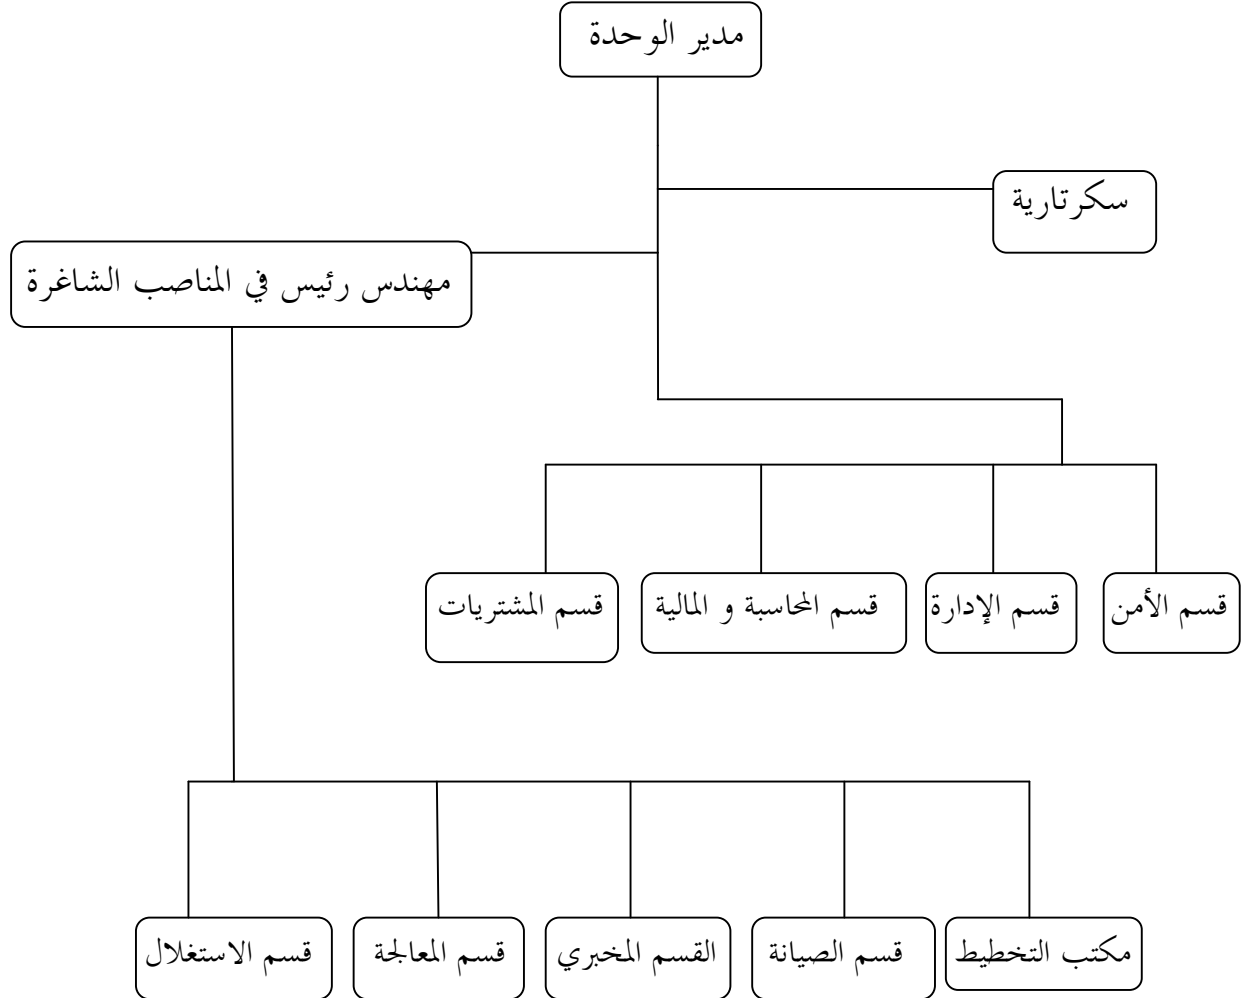 مدير الوحدة
سكرتارية
مهندس رئيس في المناصب الشاغرة
قسم الأمن
قسم الإدارة
قسم المحاسبة و المالية
قسم المشتريات
مكتب التخطيط
قسم الصيانة
القسم المخبري
قسم المعالجة
قسم الاستغلال